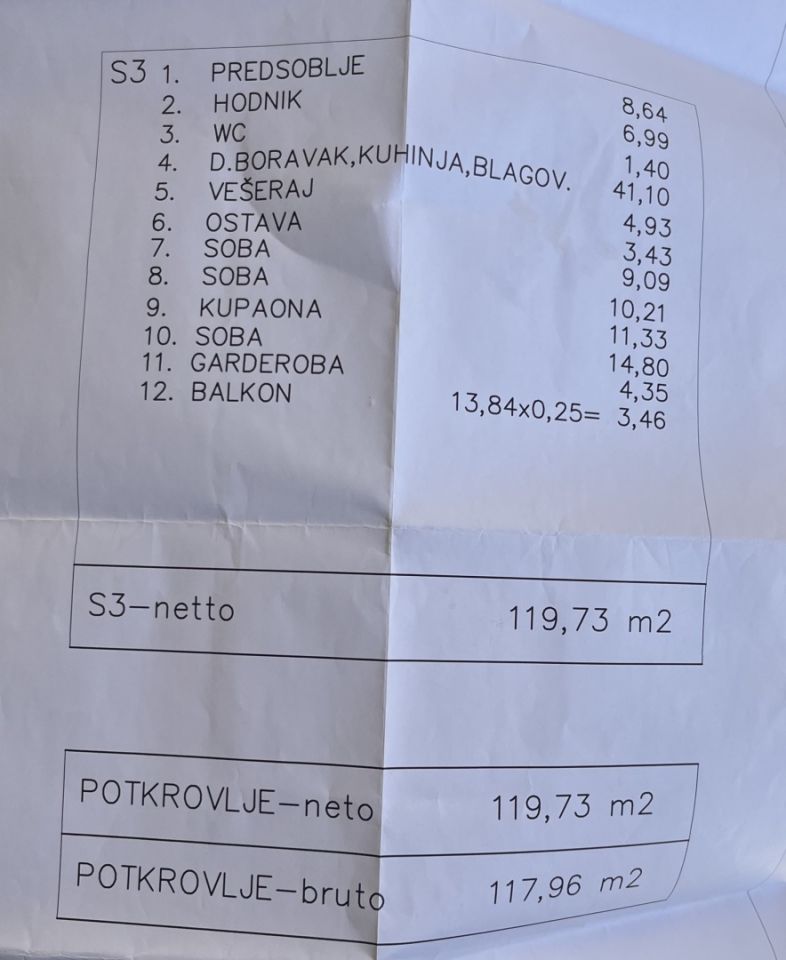 S3 1. PREDSOBLJE 8,64
2. HODNIK 6,99
3. WC 1,40
4. D.BORAVAK,KUHINJA,BLAGOV. 41,10
5. VEŠERAJ 4,93
6. OSTAVA 3,43
7. SOBA 9,09
8. SOBA 10,21
9. KUPAONA 11,33
10. SOBA 14,80
11. GARDEROBA 4,35
12. BALKON 13,84x0,25= 3,46
S3-netto 119,73 m2
POTKROVLJE-neto 119,73 m2
POTKROVLJE-bruto 117,96 m2